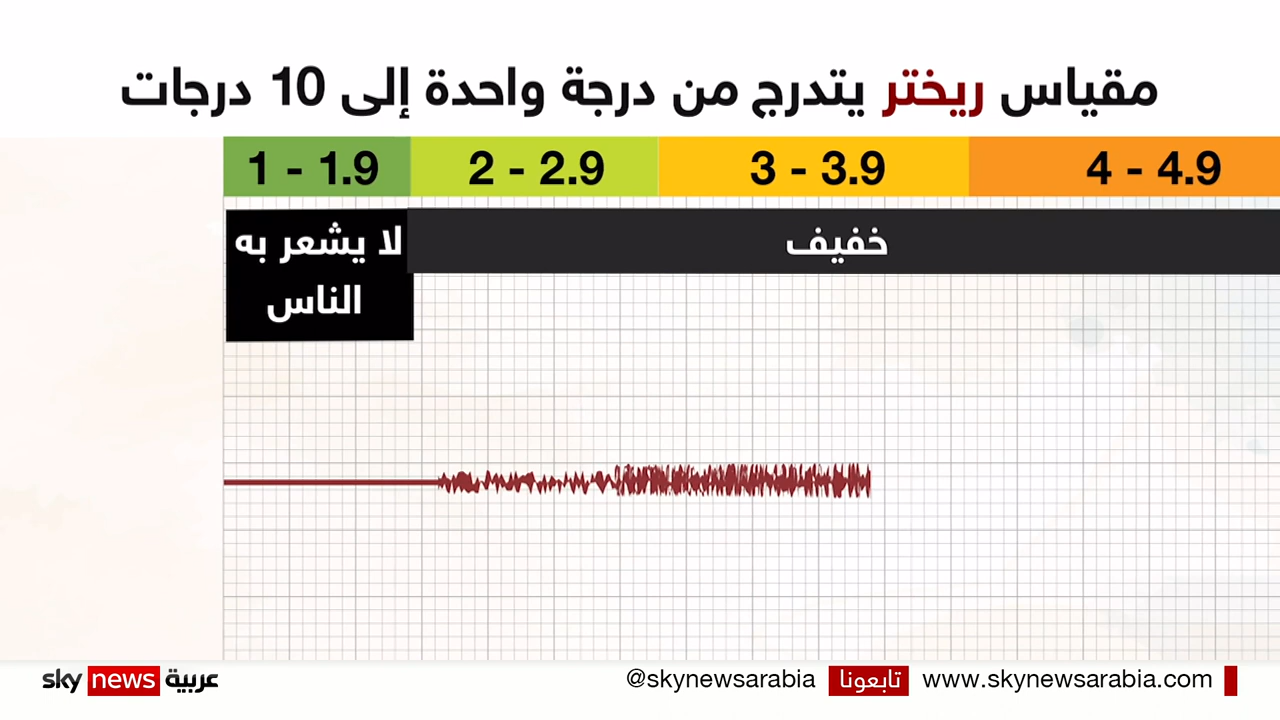 مقياس ريختر يتدرج من درجة واحدة إلى 10 درجات
1 - 1.9
2 - 2.9
3 - 3.9
4 - 4.9
لا يشعر به
الناس
خفيف
sky news عربية
@skynewsarabia
تابعونا
www.skynewsarabia.com